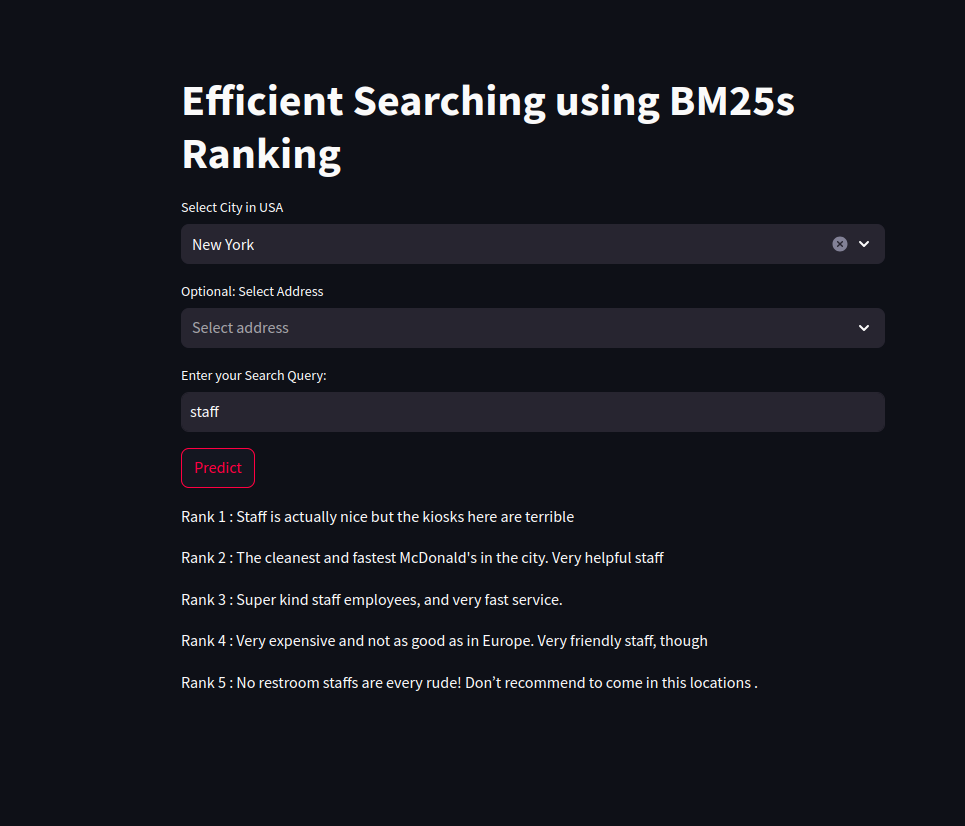 Efficient Searching using BM25s
Ranking
Select City in USA
New York
Optional: Select Address
Select address
Enter your Search Query:
staff
Predict
Rank 1 : Staff is actually nice but the kiosks here are terrible
Rank 2 : The cleanest and fastest McDonald's in the city. Very helpful staff
Rank 3 : Super kind staff employees, and very fast service.
Rank 4 : Very expensive and not as good as in Europe. Very friendly staff, though
Rank 5 : No restroom staffs are every rude! Don’t recommend to come in this locations .